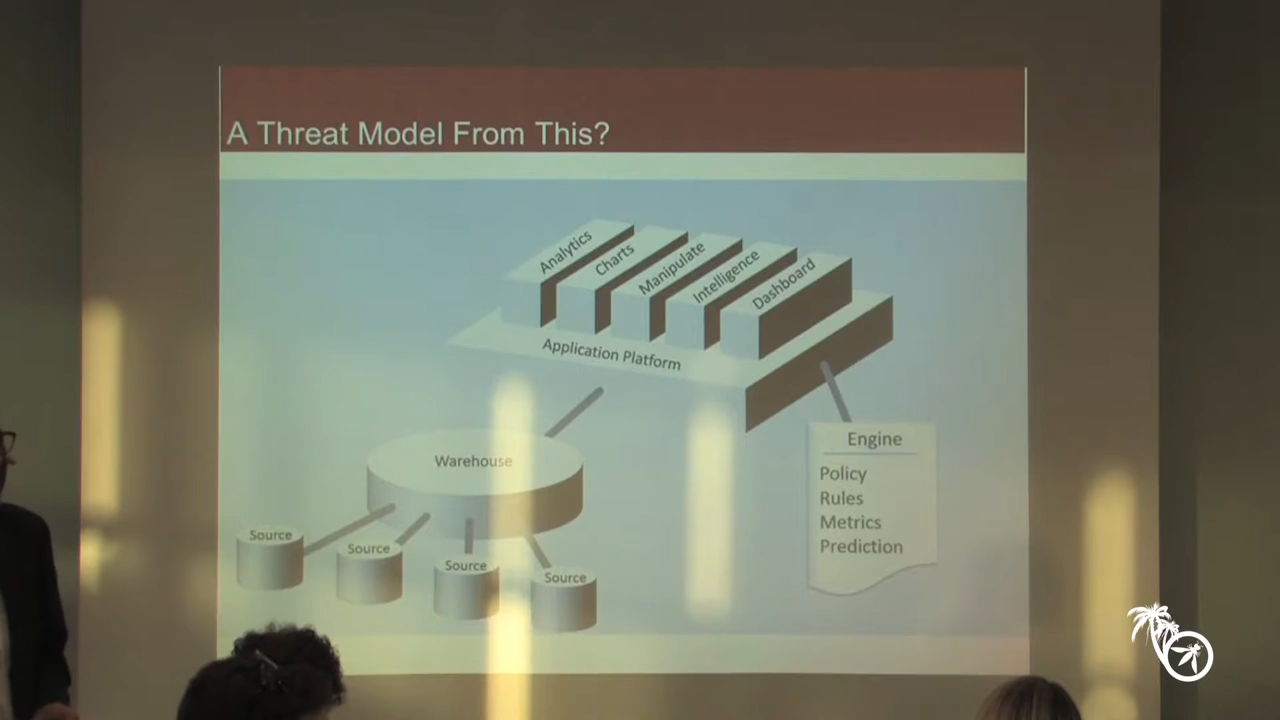 A Threat Model From This?
Analytics
Charts
Manipulate
Intelligence
Dashboard
Application Platform
Warehouse
Source
Source
Source
Source
Engine
Policy
Rules
Metrics
Prediction